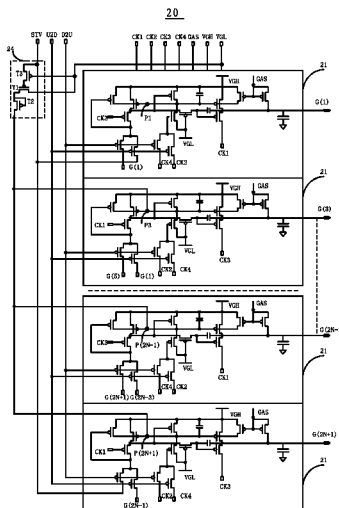 20
STV U2D D2U
CK1 CK2 CK3 CK4 GAS VGH VGL
24
T3
T1
T2
VGH
GAS
21
G(1)
CK3
P1
VGL
CK1
CK4 CK2
G(3)
VGH
GAS
21
G(3)
CK1
P3
VGL
CK3
G(5) G(1)
CK2 CK4
VGH
GAS
21
CK3
P(2N-1)
VGL
CK1
G(2N+1) G(2N-3)
CK4 CK2
VGH
GAS
G(2N+1)
CK1
P(2N+1)
VGL
CK3
21
G(2N-1)
CK2 CK4